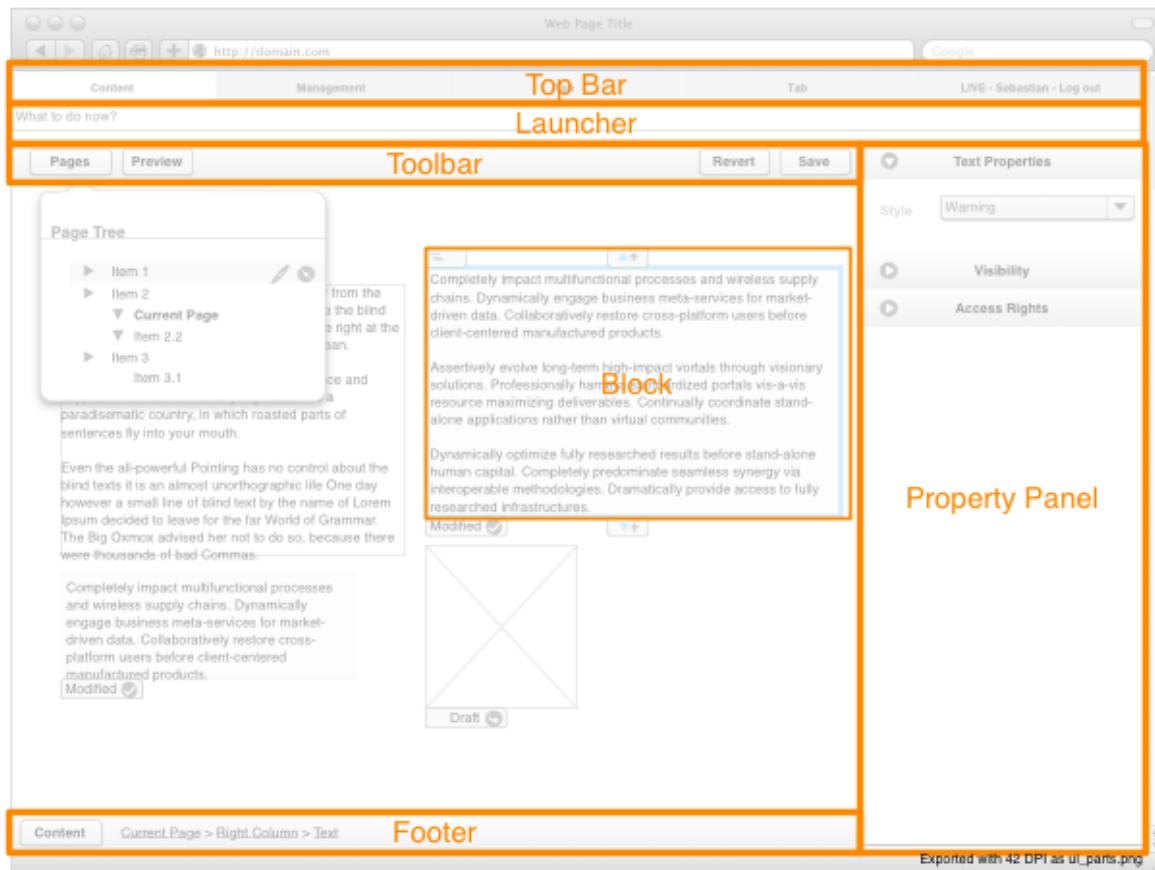 Web Page Title
http://domain.com
Google
Content Management Top Bar Tab LIVE - Sebastian - Log out
What to do now?
Launcher
Pages Preview Toolbar Revert Save
Text Properties
Style Warning
Visibility
Access Rights
Property Panel
Page Tree
Item 1
Item 2
Current Page
Item 2.2
Item 3
Item 3.1
from the
the blind
right at the
ce and
a
paradisematic country, in which roasted parts of
sentences fly into your mouth.
Even the all-powerful Pointing has no control about the
blind texts it is an almost unorthographic life One day
however a small line of blind text by the name of Lorem
Ipsum decided to leave for the far World of Grammar.
The Big Oxmox advised her not to do so, because there
were thousands of bad Commas.
Completely impact multifunctional processes
and wireless supply chains. Dynamically
engage business meta-services for market-
driven data. Collaboratively restore cross-
platform users before client-centered
manufactured products.
Modified
Completely impact multifunctional processes and wireless supply
chains. Dynamically engage business meta-services for market-
driven data. Collaboratively restore cross-platform users before
client-centered manufactured products.
Assertively evolve long-term high-impact vortals through visionary
solutions. Professionally portals vis-a-vis
Block
resource maximizing deliverables. Continually coordinate stand-
alone applications rather than virtual communities.
Dynamically optimize fully researched results before stand-alone
human capital. Completely predominate seamless synergy via
interoperable methodologies. Dramatically provide access to fully
researched infrastructures.
Modified
Draft
Content Current Page > Right Column > Text Footer
Exported with 42 DPI as ui_parts.png